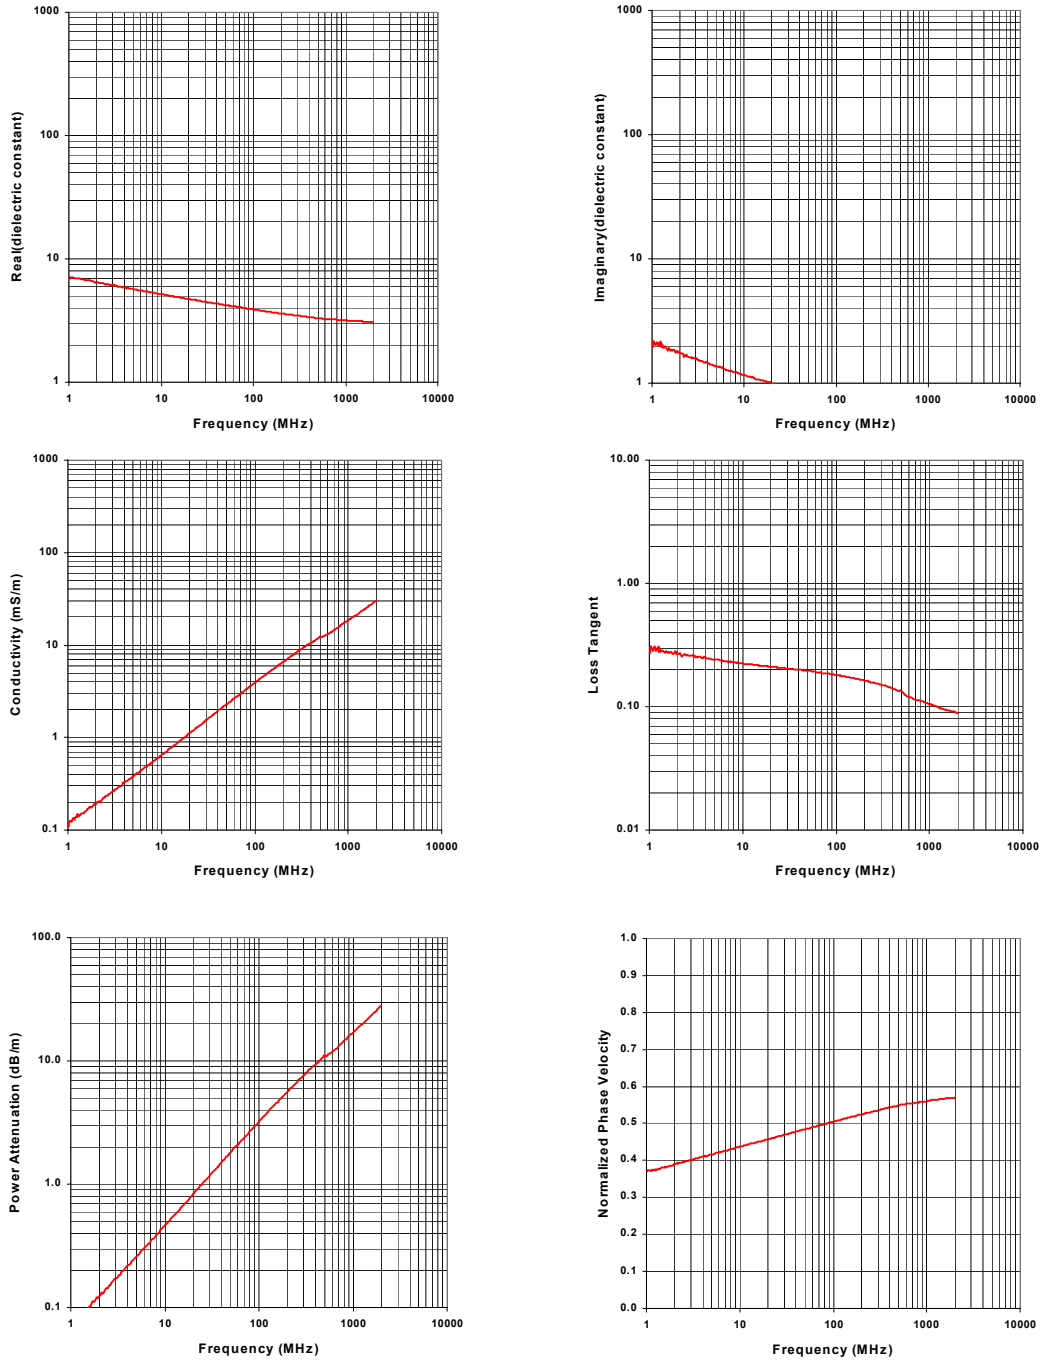 1000
100
10
1
Real(dielectric constant)
1 10 100 1000 10000
Frequency (MHz)
1000
100
10
1
Imaginary(dielectric constant)
1 10 100 1000 10000
Frequency (MHz)
1000
100
10
1
0.1
Conductivity (mS/m)
1 10 100 1000 10000
Frequency (MHz)
10.00
1.00
0.10
0.01
Loss Tangent
1 10 100 1000 10000
Frequency (MHz)
100.0
10.0
1.0
0.1
Power Attenuation (dB/m)
1 10 100 1000 10000
Frequency (MHz)
1.0
0.9
0.8
0.7
0.6
0.5
0.4
0.3
0.2
0.1
0.0
Normalized Phase Velocity
1 10 100 1000 10000
Frequency (MHz)